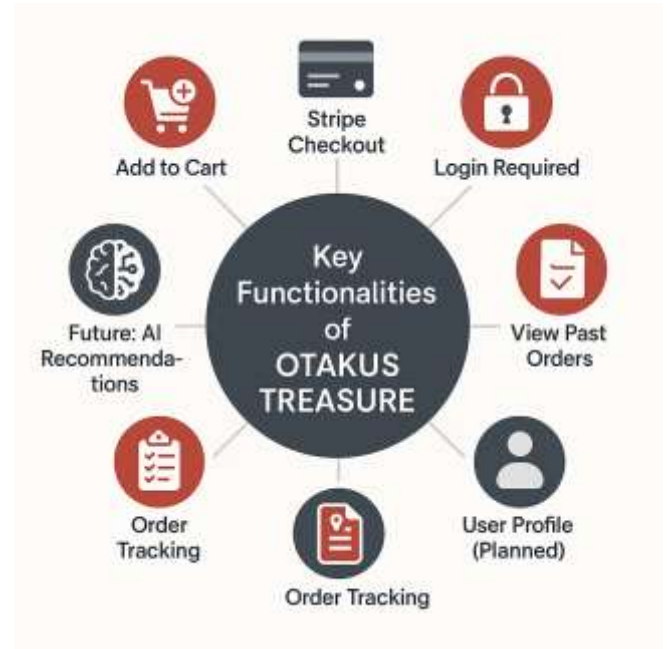 Stripe
Checkout
Add to Cart
Login Required
Key
Functionalities
of
OTAKUS
TREASURE
Future: AI
Recommenda-
tions
View Past
Orders
Order
Tracking
User Profile
(Planned)
Order Tracking